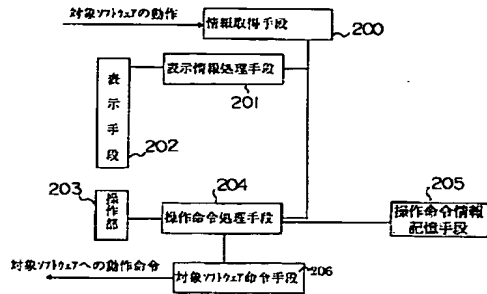 対象ソフトウェアの動作
情報取得手段
200
表示情報処理手段
201
表示手段
202
203
操作部
204
操作命令処理手段
205
操作命令情報
記憶手段
対象ソフトウェアへの動作命令
対象ソフトウェア命令手段
206